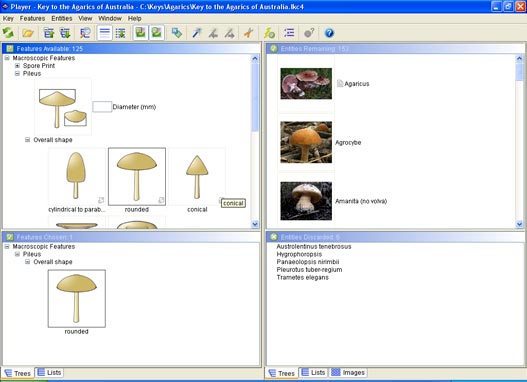 Player - Key to the Agarics of Australia - C:\Keys\Agarics\Key to the Agarics of Australia.lkc4
Key Features Entities View Window Help
Features Available: 125
Macroscopic Features
Spore Print
Pileus
Diameter (mm)
Overall shape
cylindrical to parab...
rounded
conical
conical
Entities Remaining: 153
Agaricus
Agrocybe
Amanita (no volva)
Features Chosen: 1
Macroscopic Features
Pileus
Overall shape
rounded
Trees Lists
Entities Discarded: 5
Austrolentinus tenebrosus
Hygrophoropsis
Panaeolopsis nirimbii
Pleurotus tuber-regium
Trametes elegans
Trees Lists Images